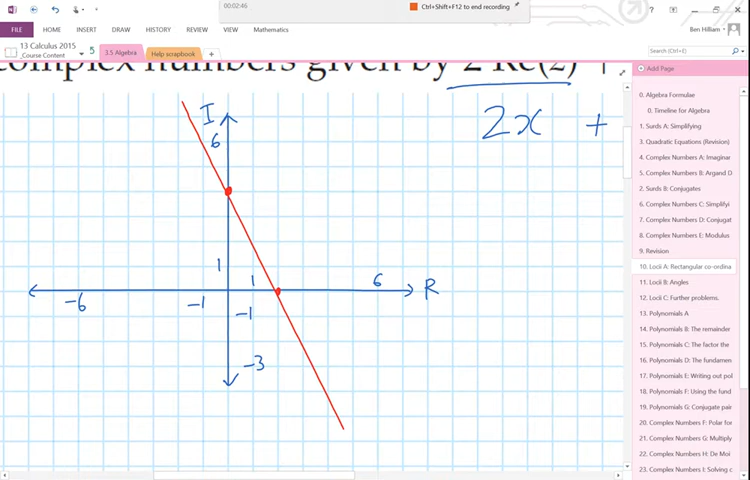 00:02:46
Ctrl+Shift+F12 to end recording
?
FILE
HOME
INSERT
DRAW
HISTORY
REVIEW
VIEW
Mathematics
Ben Hilliam
13 Calculus 2015
Course Content
5
3.5 Algebra
Help scrapbook
+
Search (Ctrl+E)
complex numbers given by 2 Re(z) +
2x +
I
6
1
1
6
-6
-1
-1
R
-3
Add Page
0. Algebra Formulae
0. Timeline for Algebra
1. Surds A: Simplifying
3. Quadratic Equations (Revision)
4. Complex Numbers A: Imaginar
5. Complex Numbers B: Argand D
2. Surds B: Conjugates
6. Complex Numbers C: Simplifyi
7. Complex Numbers D: Conjugat
8. Complex Numbers E: Modulus
9. Revision
10. Locii A: Rectangular co-ordina
11. Locii B: Angles
12. Locii C: Further problems.
13. Polynomials A
14. Polynomials B: The remainder
15. Polynomials C: The factor the
16. Polynomials D: The fundamen
17. Polynomials E: Writing out pol
18. Polynomials F: Using the fund
19. Polynomials G: Conjugate pair
20. Complex Numbers F: Polar for
21. Complex Numbers G: Multiply
22. Complex Numbers H: De Moi
23. Complex Numbers I: Solving c